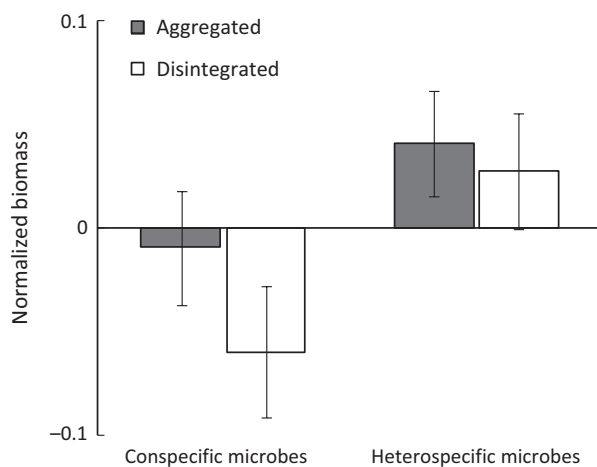 0.1
Aggregated
Disintegrated
Normalized biomass
0
–0.1
Conspecific microbes
Heterospecific microbes